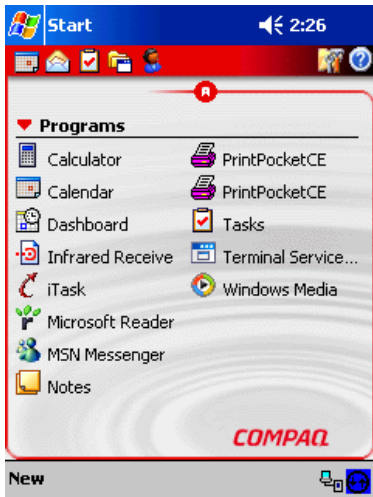 Start 2:26
A
Programs
Calculator PrintPocketCE
Calendar PrintPocketCE
Dashboard Tasks
Infrared Receive Terminal Service...
iTask Windows Media
Microsoft Reader
MSN Messenger
Notes
COMPAQ
New